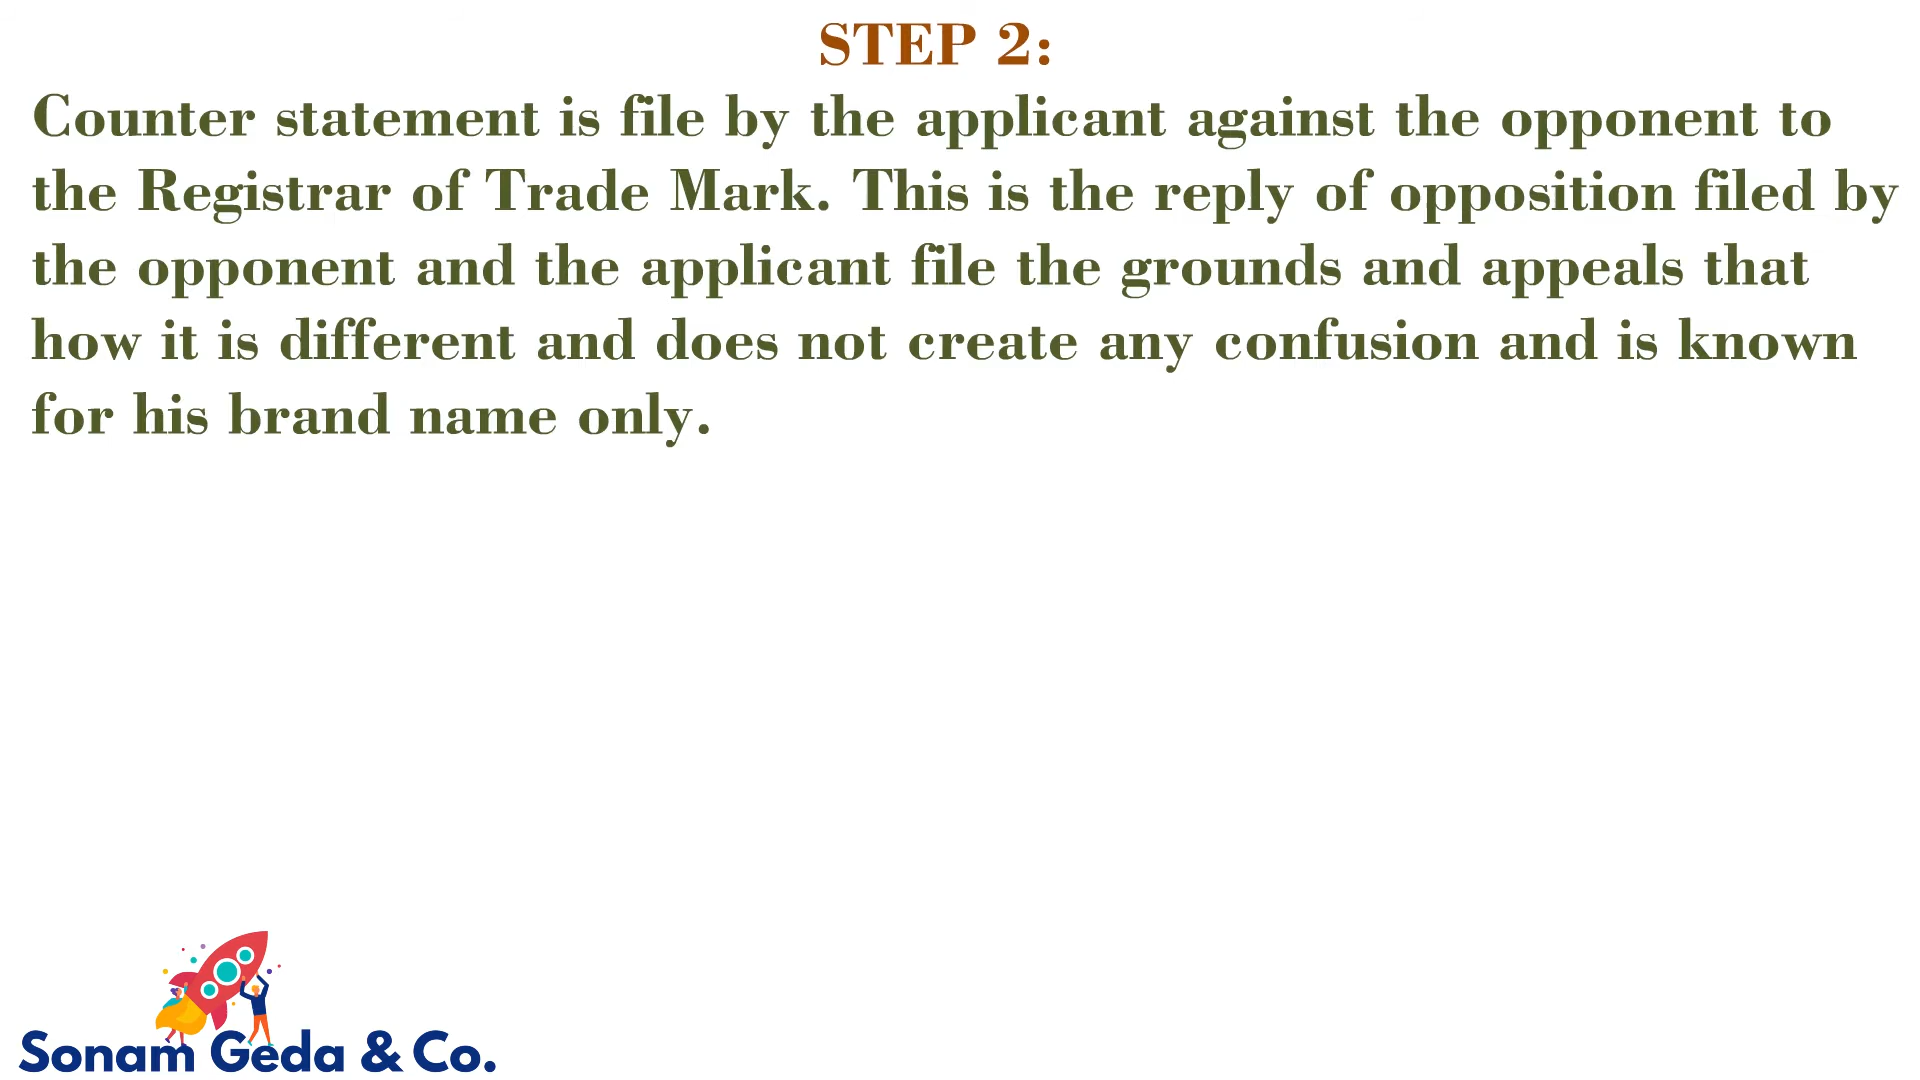 STEP 2:
Counter statement is file by the applicant against the opponent to
the Registrar of Trade Mark. This is the reply of opposition filed by
the opponent and the applicant file the grounds and appeals that
how it is different and does not create any confusion and is known
for his brand name only.
Sonam Geda & Co.